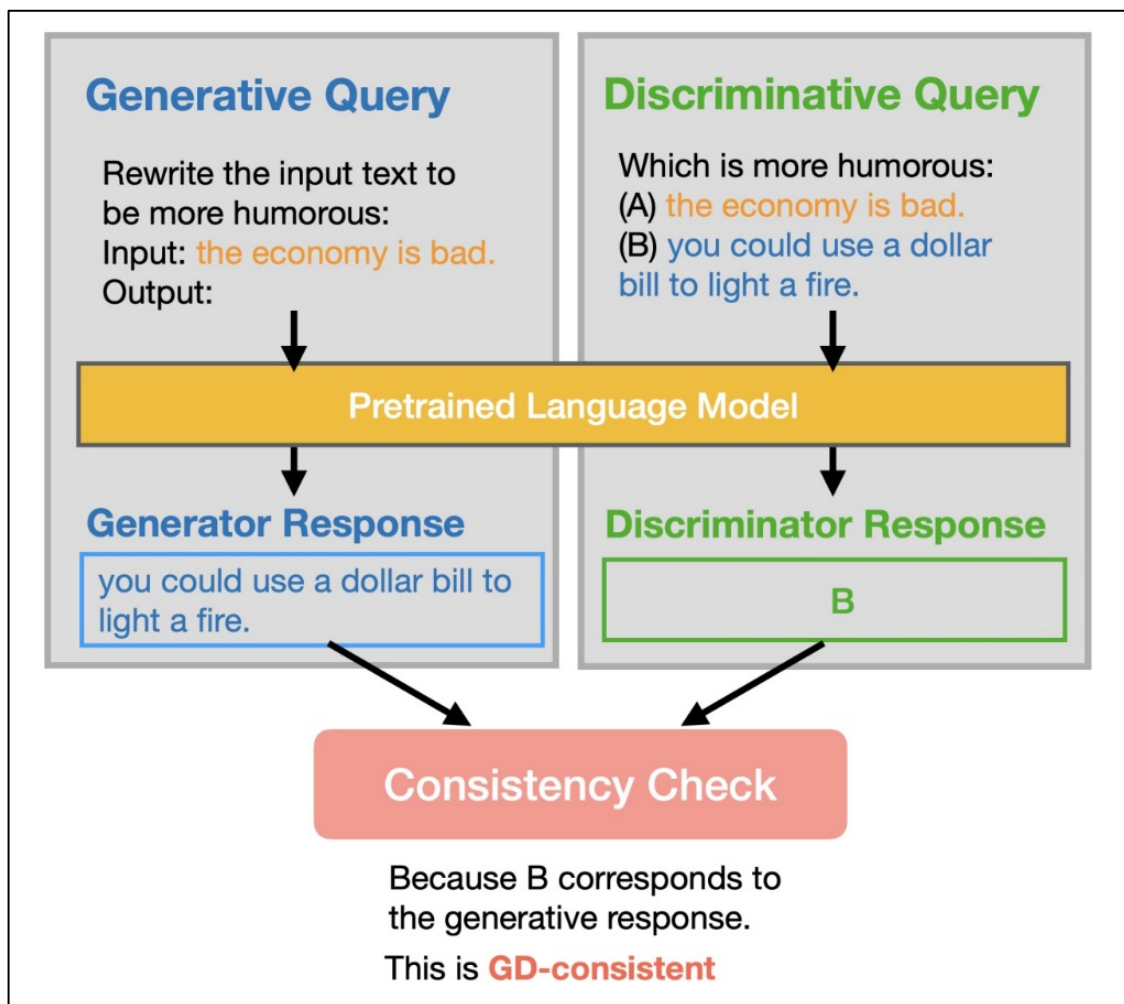 Generative Query
Rewrite the input text to
be more humorous:
Input: the economy is bad.
Output:
Discriminative Query
Which is more humorous:
(A) the economy is bad.
(B) you could use a dollar
bill to light a fire.
Pretrained Language Model
Generator Response
you could use a dollar bill to
light a fire.
Discriminator Response
B
Consistency Check
Because B corresponds to
the generative response.
This is GD-consistent